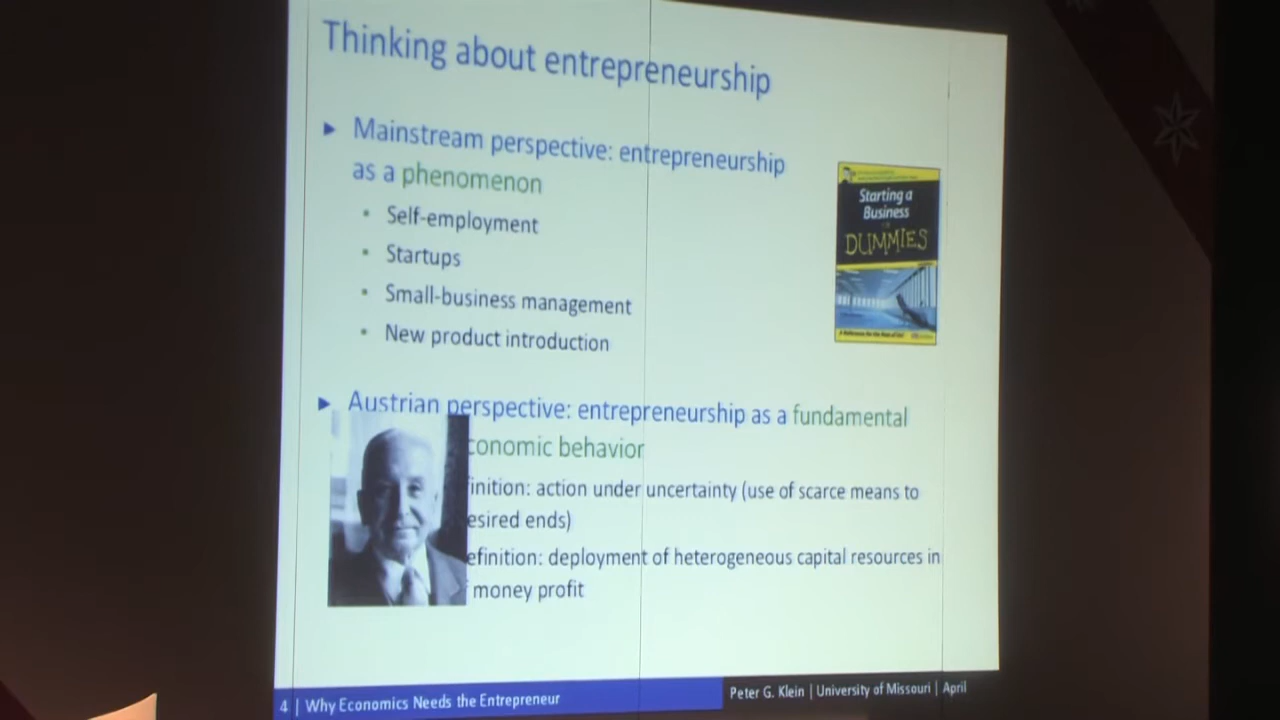 Thinking about entrepreneurship
Mainstream perspective: entrepreneurship
as a phenomenon
Self-employment
Startups
Small-business management
New product introduction
Starting a
Business
FOR
DUMMIES
Austrian perspective: entrepreneurship as a fundamental
conomic behavior
inition: action under uncertainty (use of scarce means to
esired ends)
efinition: deployment of heterogeneous capital resources in
money profit
4 | Why Economics Needs the Entrepreneur
Peter G. Klein | University of Missouri | April